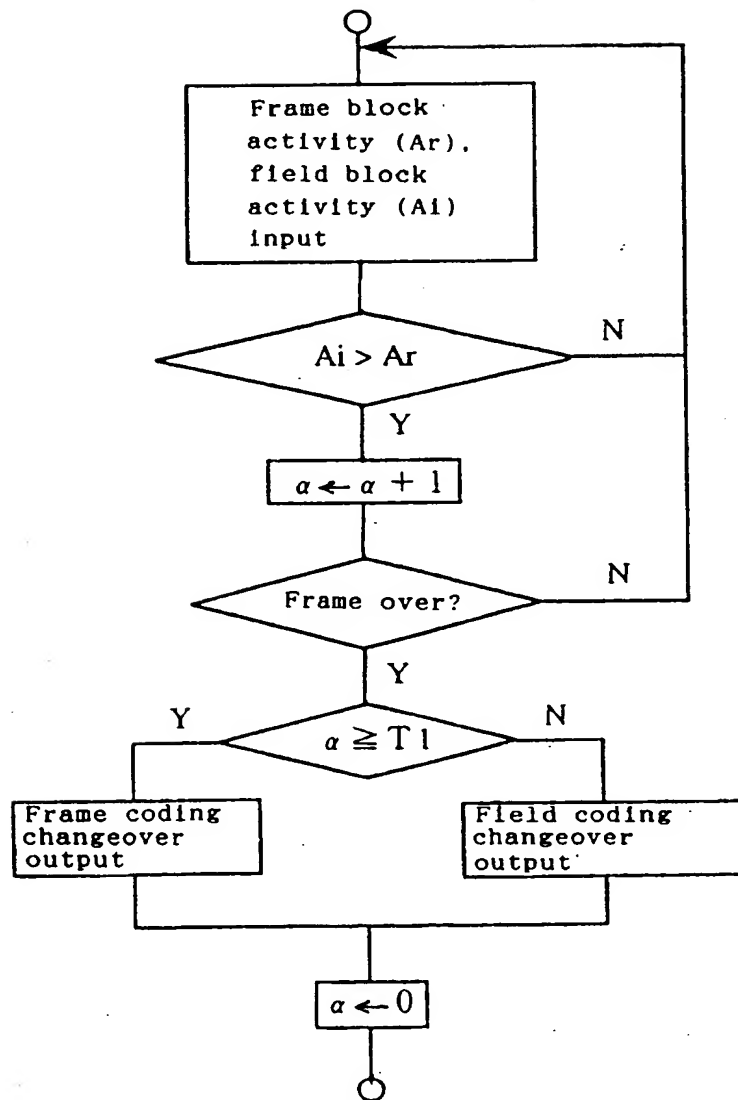 Frame block
activity (Ar),
field block
activity (Ai)
input
Ai > Ar
N
Y
α ← α + 1
Frame over?
N
Y
α ≧ T1
Y
N
Frame coding
changeover
output
Field coding
changeover
output
α ← 0